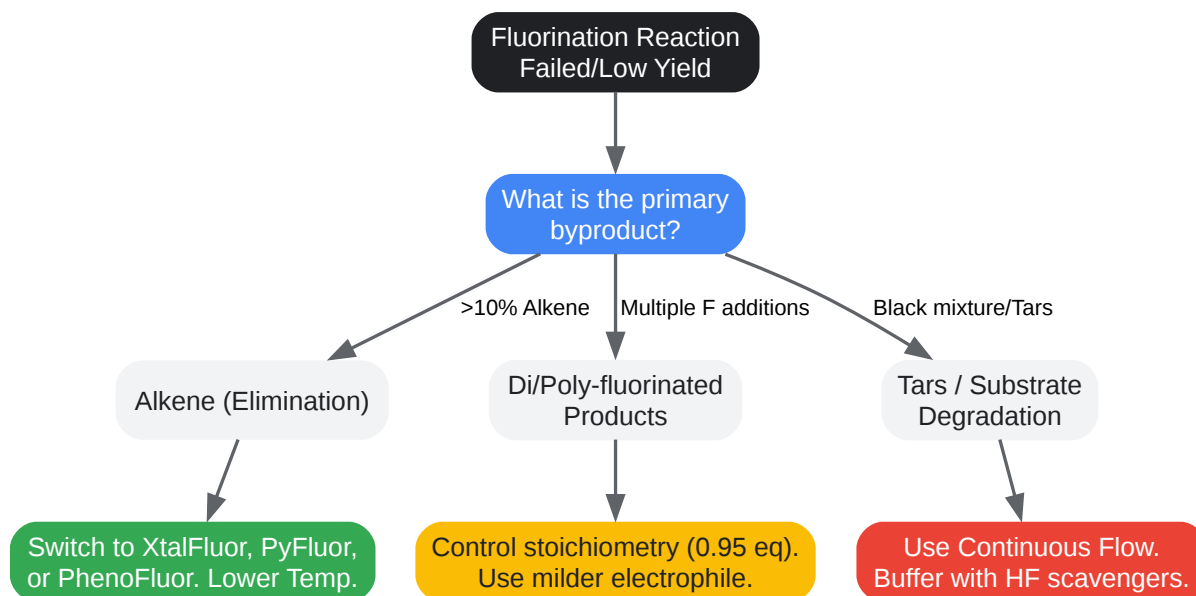 Fluorination Reaction
Failed/Low Yield
What is the primary
byproduct?
>10% Alkene
Multiple F additions
Black mixture/Tars
Alkene (Elimination)
Di/Poly-fluorinated
Products
Tars / Substrate
Degradation
Switch to XtalFluor, PyFluor,
or PhenoFluor. Lower Temp.
Control stoichiometry (0.95 eq).
Use milder electrophile.
Use Continuous Flow.
Buffer with HF scavengers.